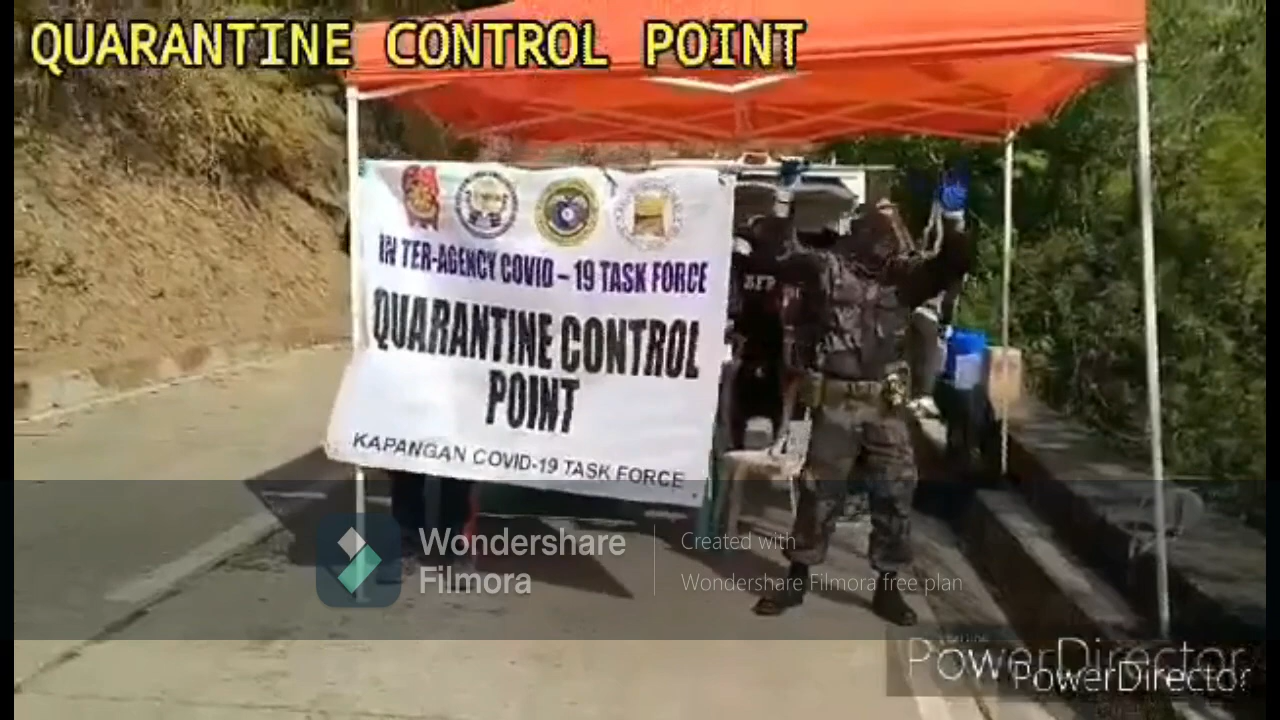 QUARANTINE CONTROL POINT
IN TER-AGENCY COVID – 19 TASK FORCE
QUARANTINE CONTROL
POINT
KAPANGAN COVID-19 TASK FORCE
BFP
Wondershare
Filmora
Created with
Wondershare Filmora free plan
PowerDirector
PowerDirector